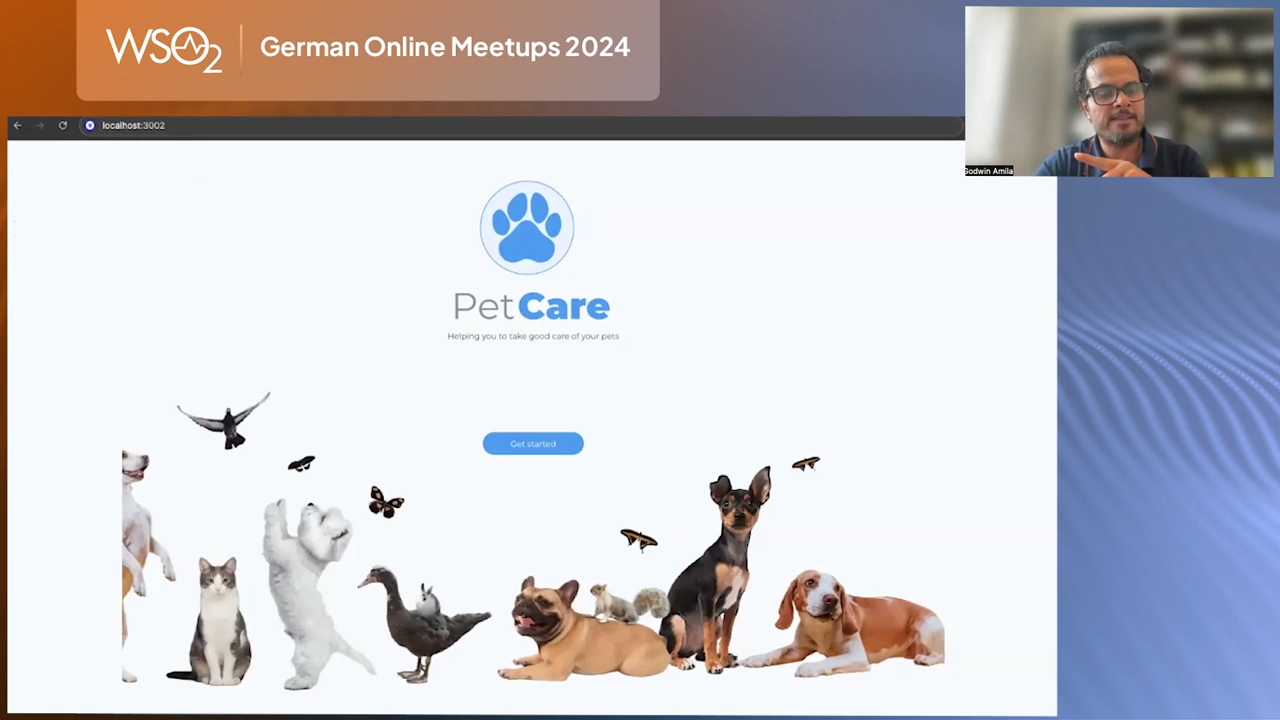 WSO2
German Online Meetups 2024
localhost:3002
Godwin Amila
PetCare
Helping you to take good care of your pets
Get started